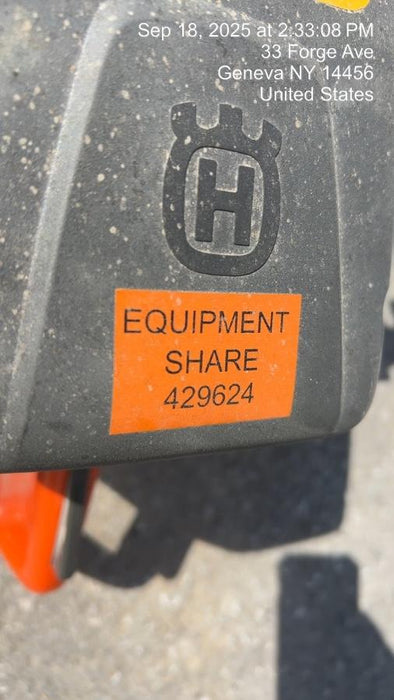 Sep 18, 2025 at 2:33:08 PM
33 Forge Ave
Geneva NY 14456
United States
H
EQUIPMENT
SHARE
429624